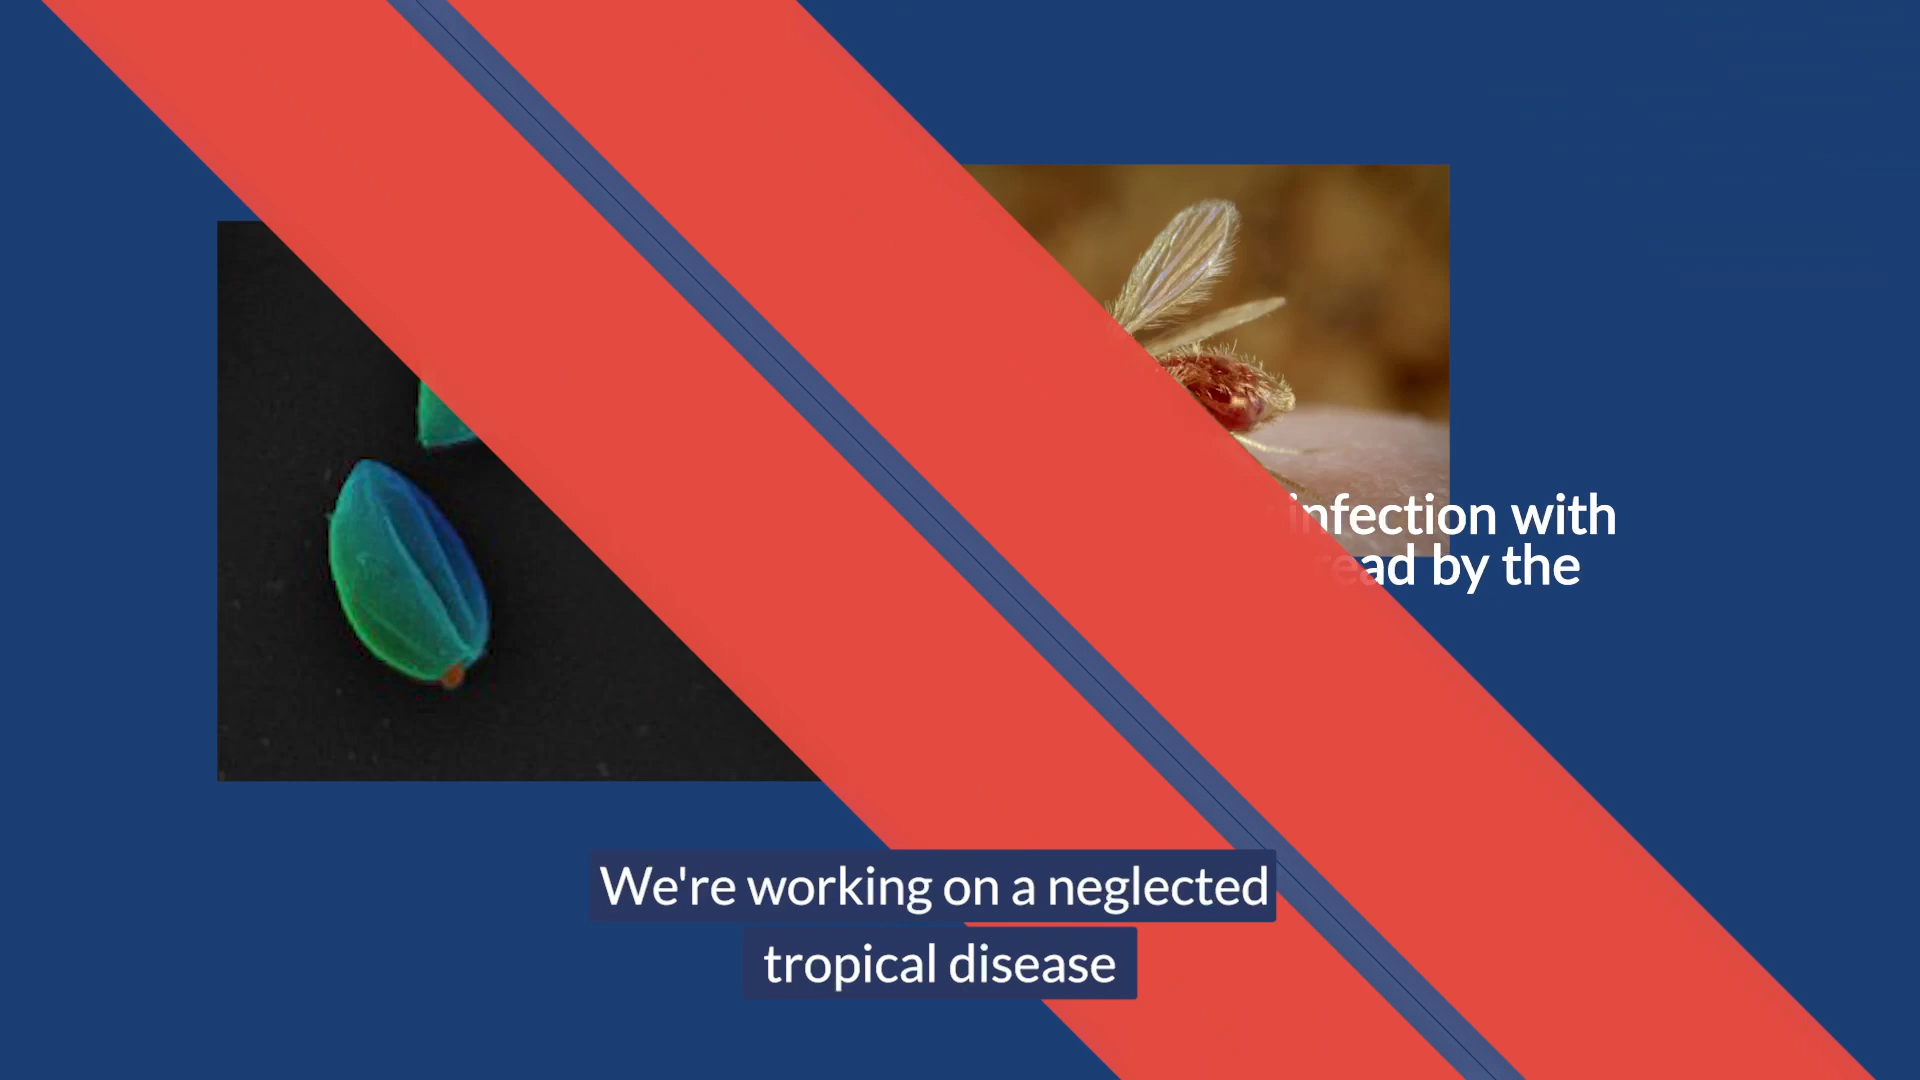 infection with
by the
We're working on a neglected
tropical disease